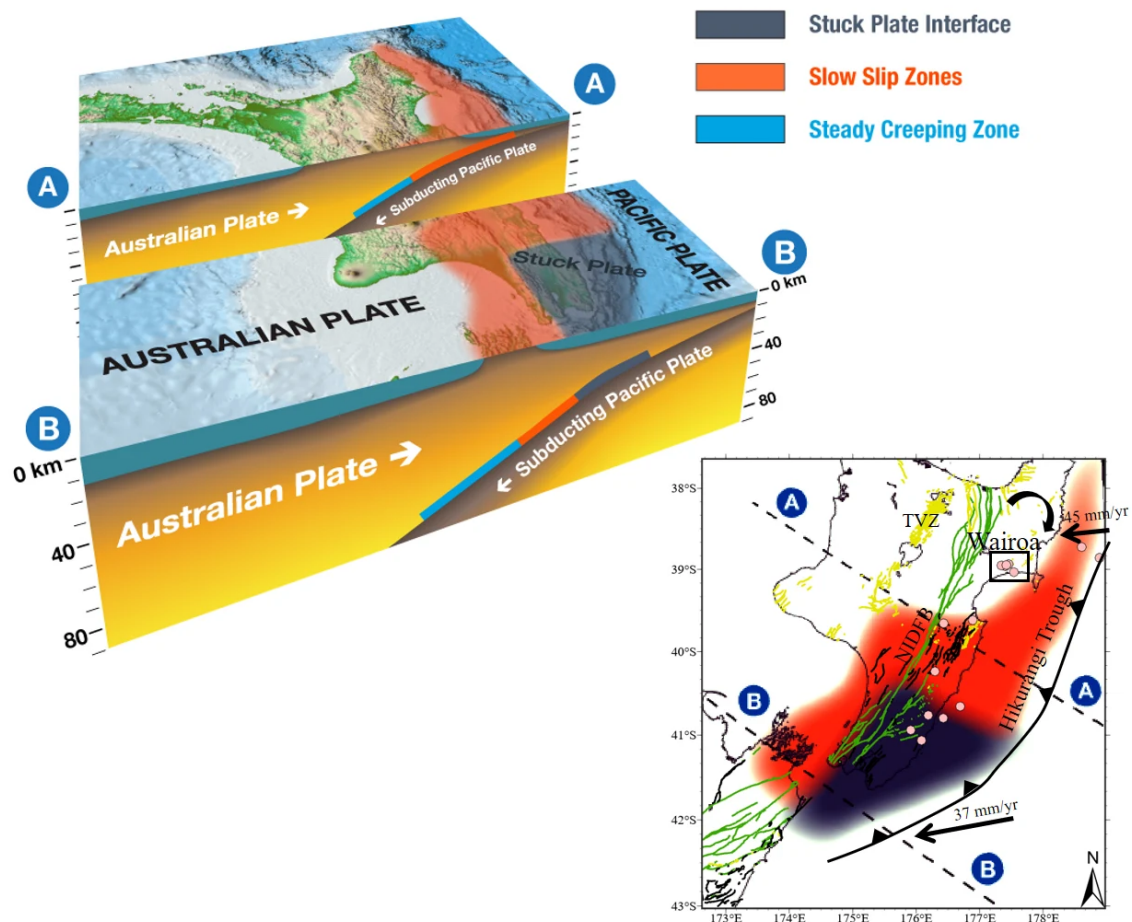 Stuck Plate Interface
Slow Slip Zones
Steady Creeping Zone
A
A
Australian Plate →
← Subducting Pacific Plate
PACIFIC PLATE
Stuck Plate
AUSTRALIAN PLATE
B
0 km
40
80
B
0 km
40
80
Australian Plate →
← Subducting Pacific Plate
38°S
39°S
40°S
41°S
42°S
43°S
A
TVZ
45 mm/yr
Wairoa
NIDFB
Hikurangi Trough
A
B
37 mm/yr
B
N
173°E
174°E
175°E
176°E
177°E
178°E